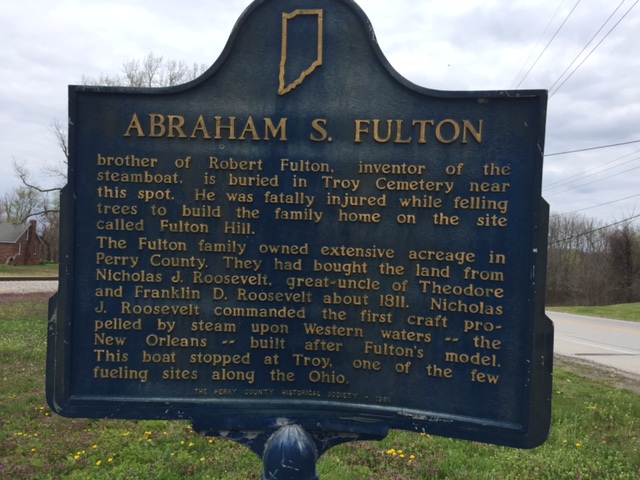 ABRAHAM S. FULTON
brother of Robert Fulton, inventor of the
steamboat, is buried in Troy Cemetery near
this spot. He was fatally injured while felling
trees to build the family home on the site
called Fulton Hill.
The Fulton family owned extensive acreage in
Perry County. They had bought the land from
Nicholas J. Roosevelt, great-uncle of Theodore
and Franklin D. Roosevelt about 1811. Nicholas
J. Roosevelt commanded the first craft pro-
pelled by steam upon Western waters -- the
New Orleans -- built after Fulton's model.
This boat stopped at Troy, one of the few
fueling sites along the Ohio.
THE PERRY COUNTY HISTORICAL SOCIETY -